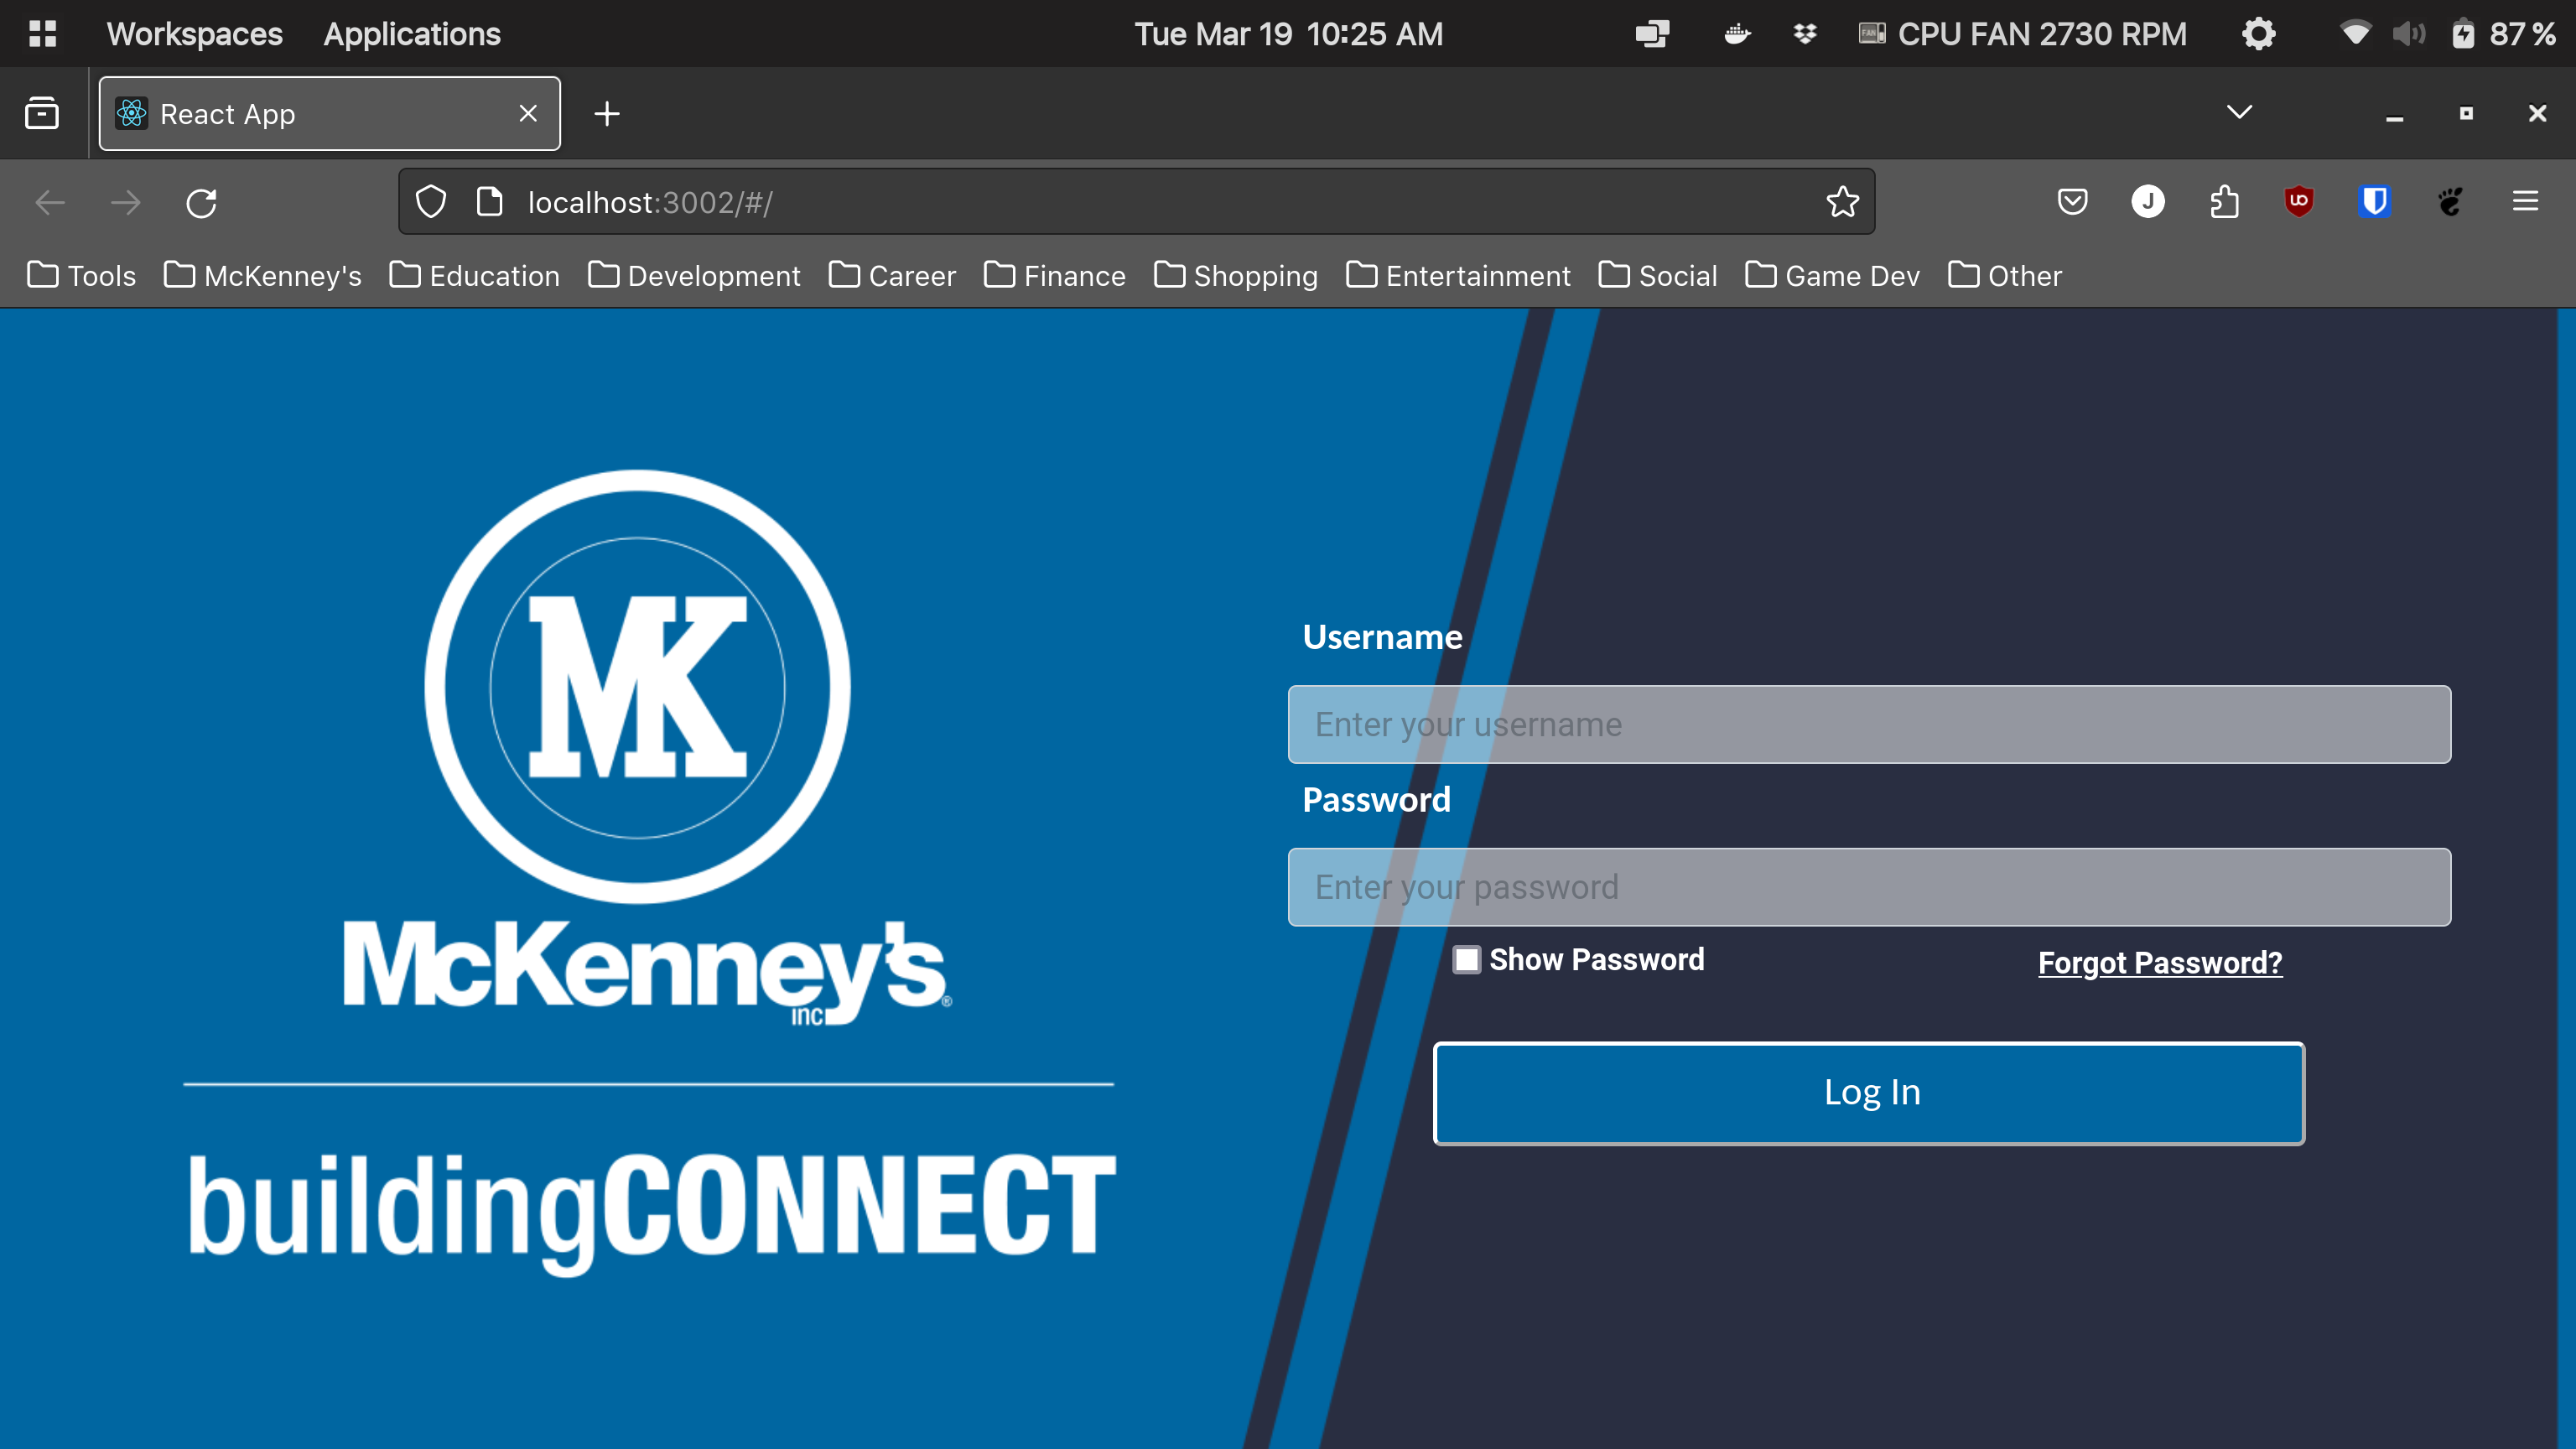 Workspaces Applications Tue Mar 19 10:25 AM FAN CPU FAN 2730 RPM 87 %
React App
localhost:3002/#/ J UO
Tools McKenney's Education Development Career Finance Shopping Entertainment Social Game Dev Other
MK
McKenney's®
inc
buildingCONNECT
Username
Enter your username
Password
Enter your password
Show Password Forgot Password?
Log In